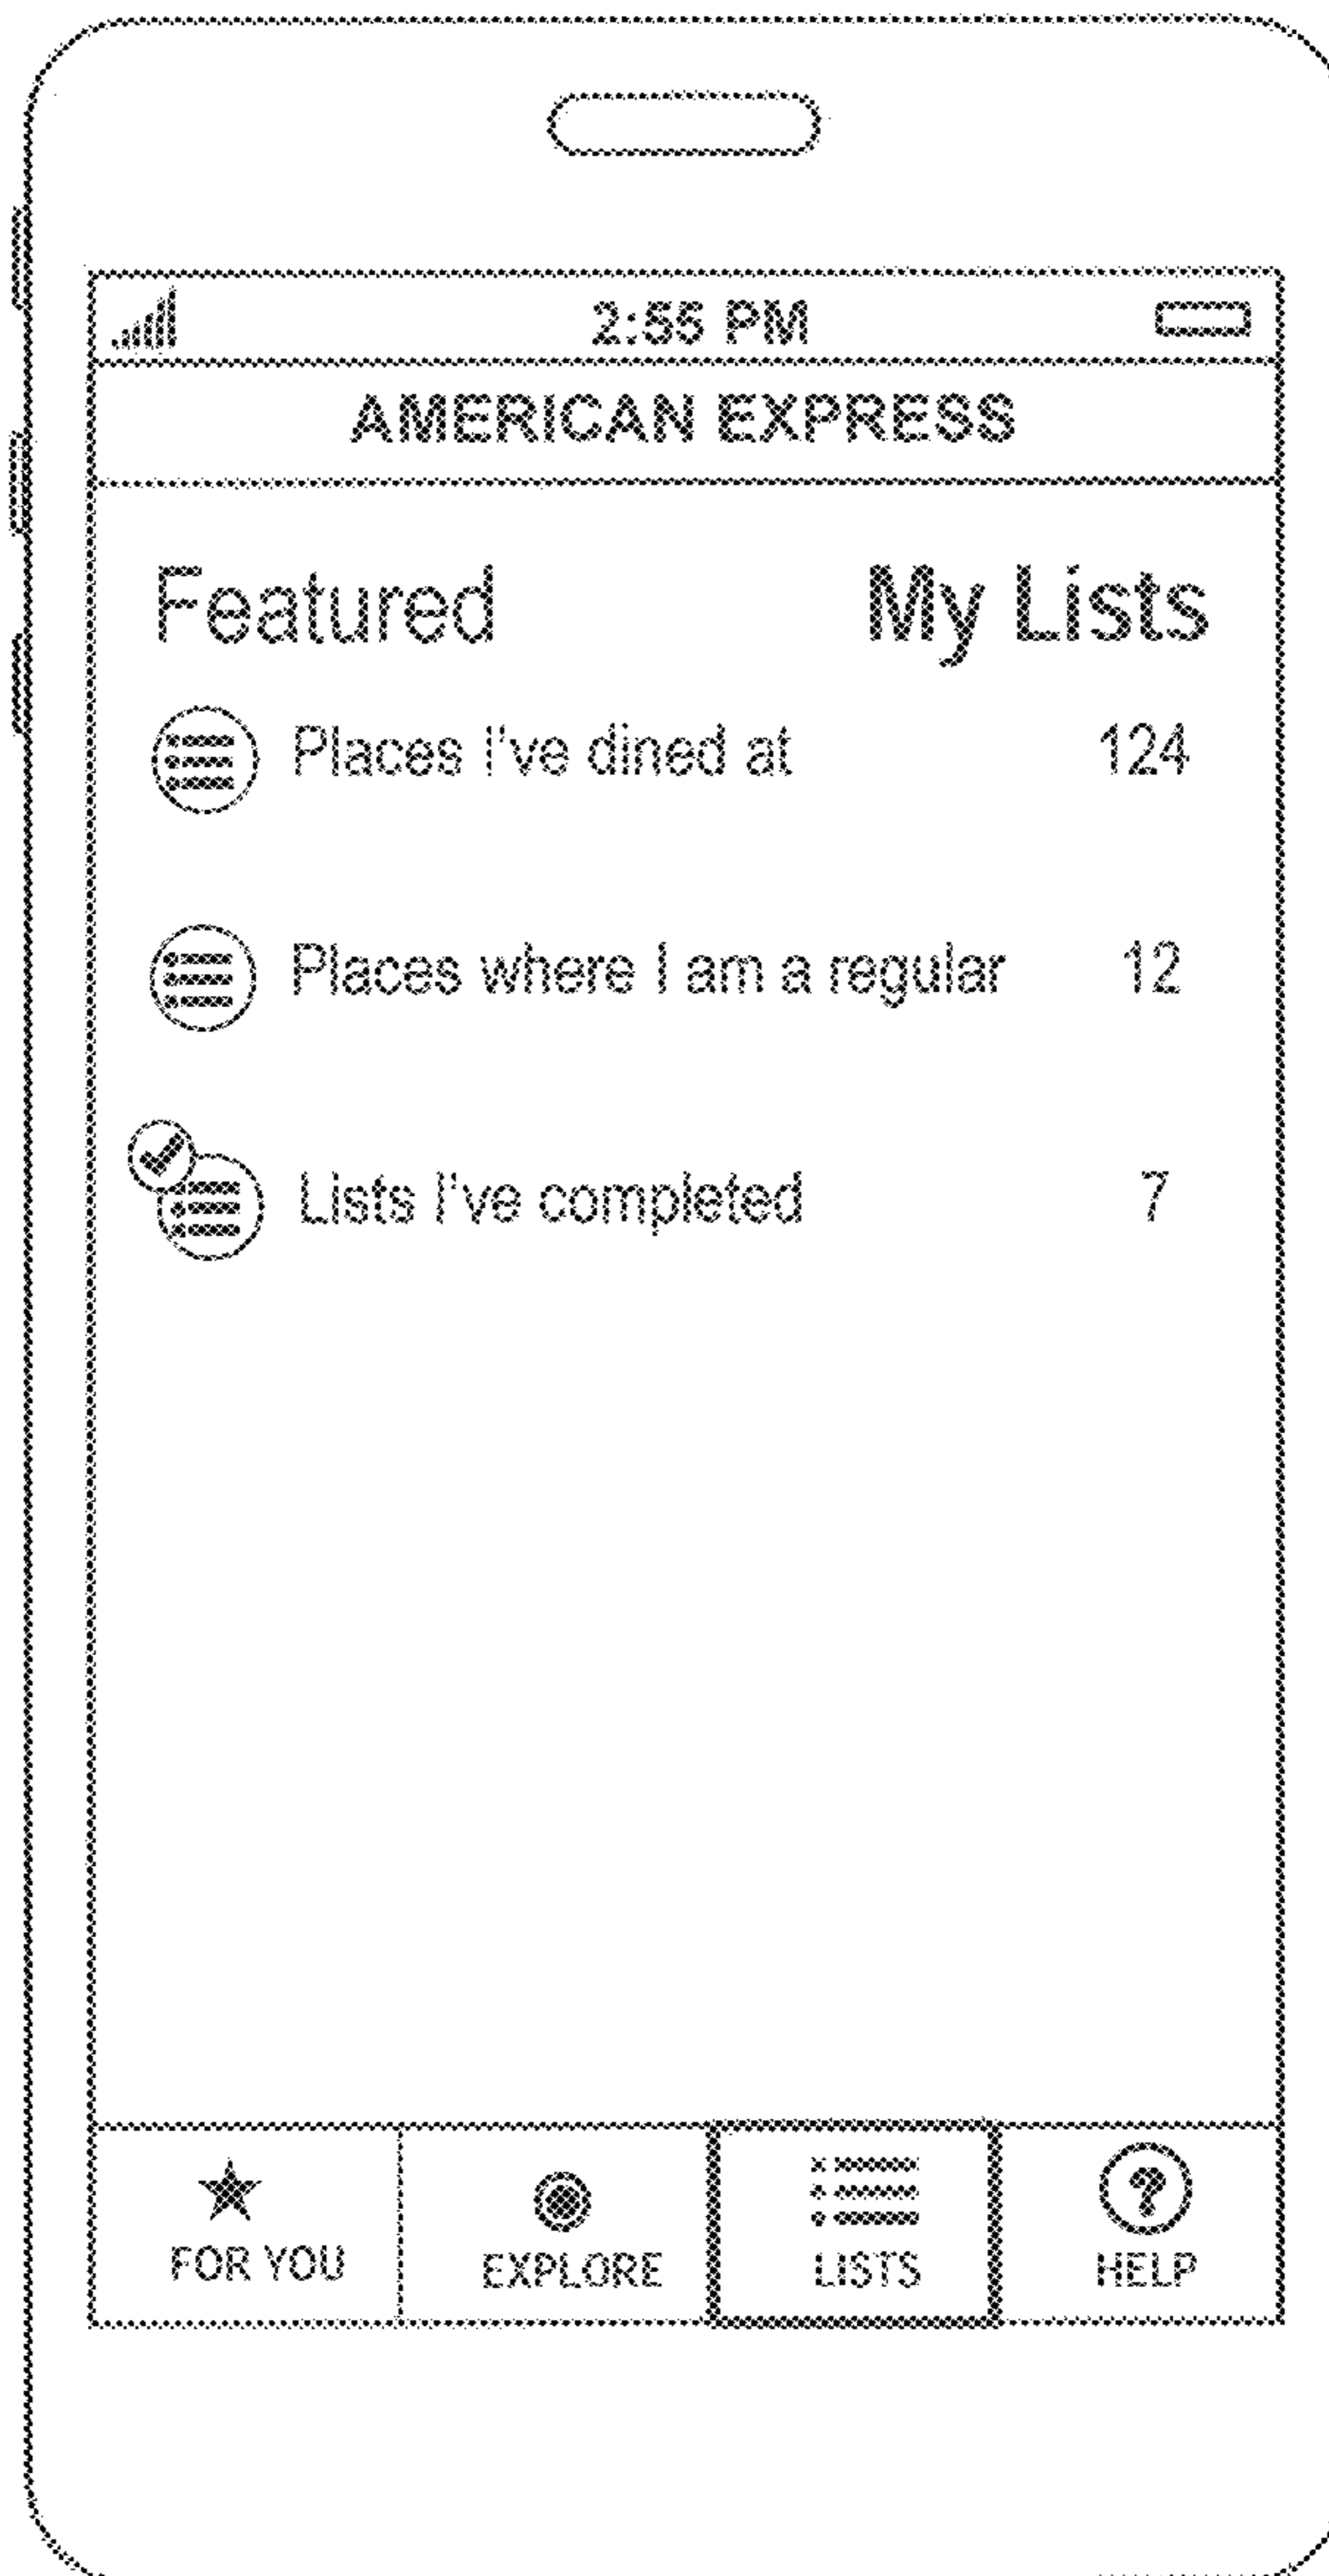 2:55 PM
AMERICAN EXPRESS
Featured My Lists
Places I've dined at 124
Places where I am a regular 12
Lists I've completed 7
FOR YOU EXPLORE LISTS HELP